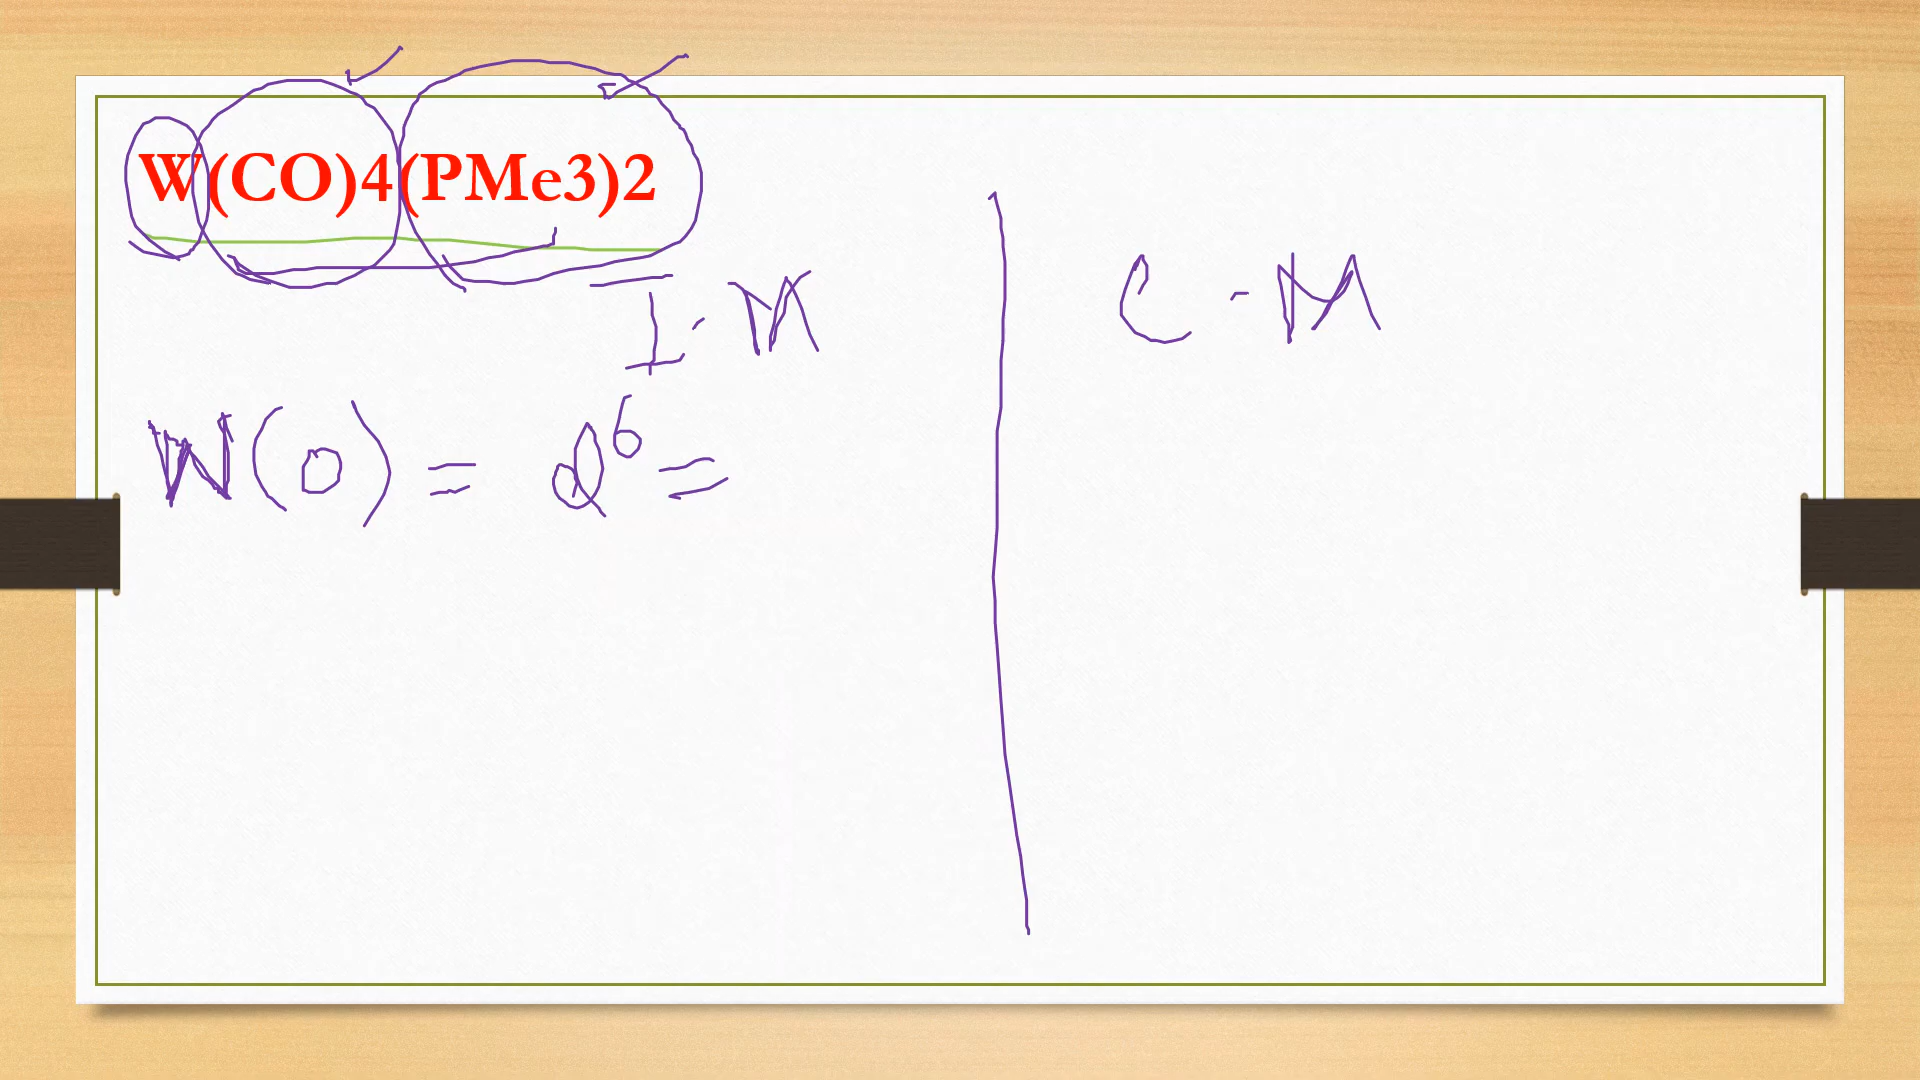 W(CO)4(PMe3)2
I-M
C-M
W(0) = d6 =